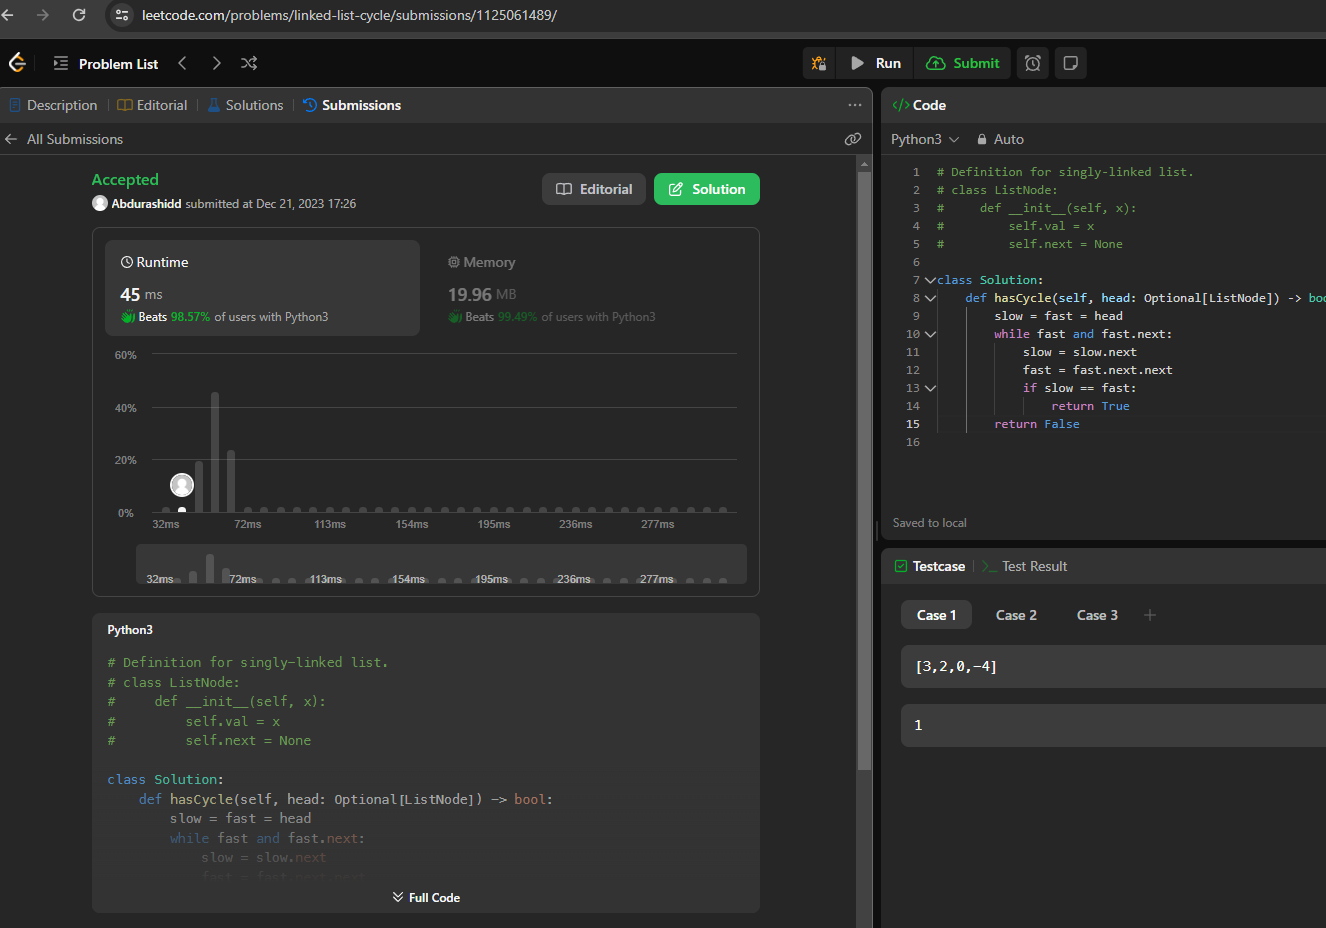 leetcode.com/problems/linked-list-cycle/submissions/1125061489/
Problem List
Run
Submit
Description
Editorial
Solutions
Submissions
All Submissions
Accepted
Abdurashidd submitted at Dec 21, 2023 17:26
Editorial
Solution
Runtime
45 ms
Beats 98.57% of users with Python3
Memory
19.96 MB
Beats 99.49% of users with Python3
60%
40%
20%
0%
32ms 72ms 113ms 154ms 195ms 236ms 277ms
32ms 72ms 113ms 154ms 195ms 236ms 277ms
Python3
# Definition for singly-linked list.
# class ListNode:
#     def __init__(self, x):
#         self.val = x
#         self.next = None
class Solution:
    def hasCycle(self, head: Optional[ListNode]) -> bool:
        slow = fast = head
        while fast and fast.next:
            slow = slow.next
            fast = fast.next.next
Full Code
</> Code
Python3
Auto
1 # Definition for singly-linked list.
2 # class ListNode:
3 #     def __init__(self, x):
4 #         self.val = x
5 #         self.next = None
6
7 class Solution:
8     def hasCycle(self, head: Optional[ListNode]) -> boo
9         slow = fast = head
10         while fast and fast.next:
11             slow = slow.next
12             fast = fast.next.next
13             if slow == fast:
14                 return True
15         return False
16
Saved to local
Testcase
Test Result
Case 1
Case 2
Case 3
[3,2,0,-4]
1